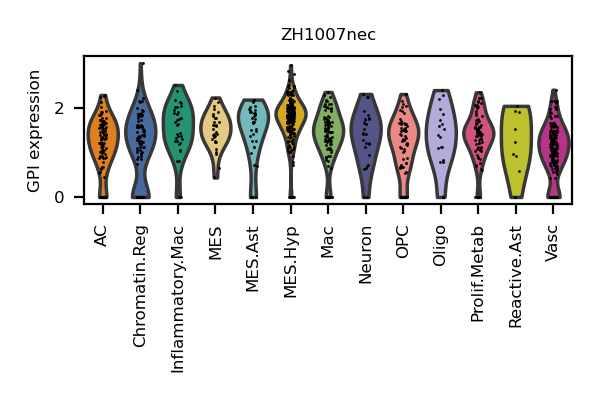 ZH1007nec
GPI expression
2
0
AC
Chromatin.Reg
Inflammatory.Mac
MES
MES.Ast
MES.Hyp
Mac
Neuron
OPC
Oligo
Prolif.Metab
Reactive.Ast
Vasc